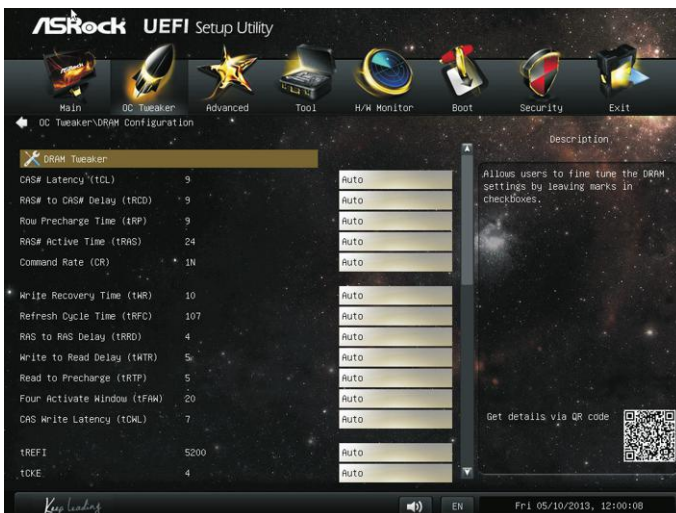 ASRock UEFI Setup Utility
Main OC Tweaker Advanced Tool H/W Monitor Boot Security Exit
OC Tweaker\DRAM Configuration
Description
DRAM Tweaker
Allows users to fine tune the DRAM
settings by leaving marks in
checkboxes.
CAS# Latency (tCL) 9 Auto
RAS# to CAS# Delay (tRCD) 9 Auto
Row Precharge Time (tRP) 9 Auto
RAS# Active Time (tRAS) 24 Auto
Command Rate (CR) 1N Auto
Write Recovery Time (tWR) 10 Auto
Refresh Cycle Time (tRFC) 107 Auto
RAS to RAS Delay (tRRD) 4 Auto
Write to Read Delay (tWTR) 5 Auto
Read to Precharge (tRTP) 5 Auto
Four Activate Window (tFAW) 20 Auto
CAS Write Latency (tCWL) 7 Auto
Get details via QR code
tREFI 5200 Auto
tCKE 4 Auto
Keep Leading
EN
Fri 05/10/2013, 12:00:08